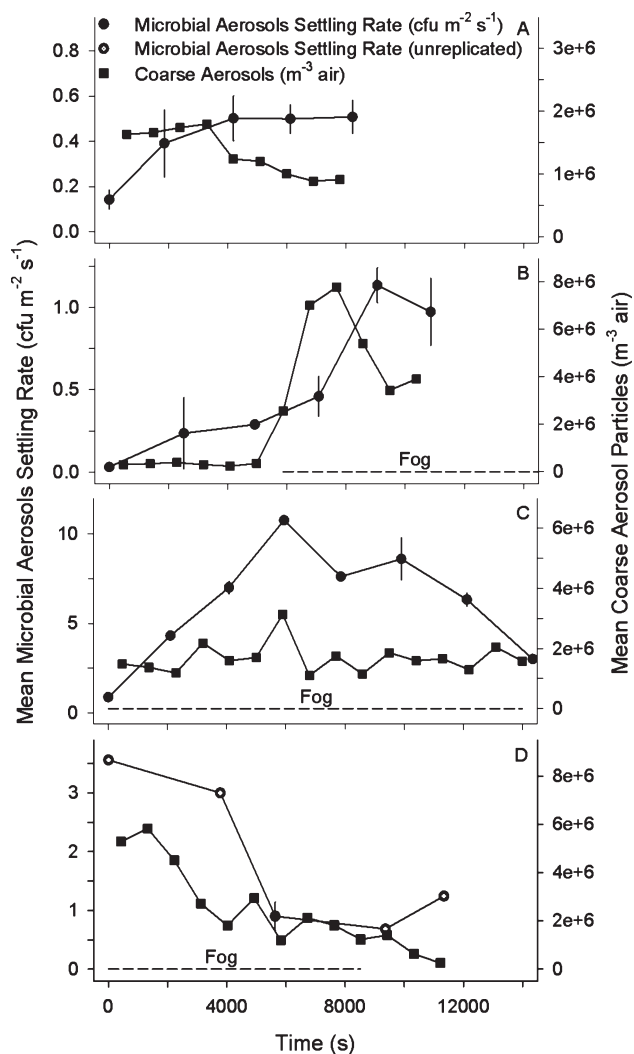 Microbial Aerosols Settling Rate (cfu m⁻² s⁻¹)
Microbial Aerosols Settling Rate (unreplicated)
Coarse Aerosols (m⁻³ air)
A
0.8
0.6
0.4
0.2
0.0
3e+6
2e+6
1e+6
0
B
1.0
0.5
0.0
8e+6
6e+6
4e+6
2e+6
0
Fog
C
10
5
3
0
6e+6
4e+6
2e+6
0
Fog
D
3
2
1
0
8e+6
6e+6
4e+6
2e+6
0
Fog
0 4000 8000 12000
Time (s)
Mean Microbial Aerosols Settling Rate (cfu m⁻² s⁻¹)
Mean Coarse Aerosol Particles (m⁻³ air)